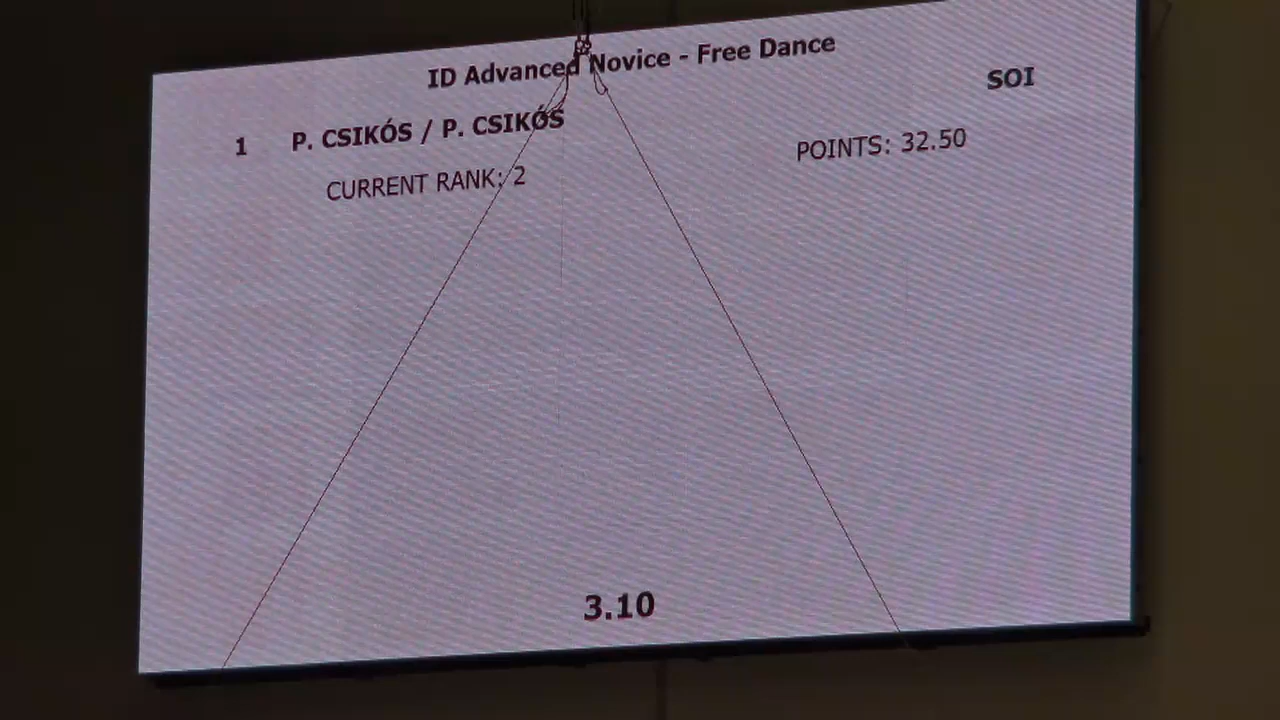 ID Advanced Novice - Free Dance
SOI
1 P. CSIKÓS / P. CSIKÓS
POINTS: 32.50
CURRENT RANK: 2
3.10